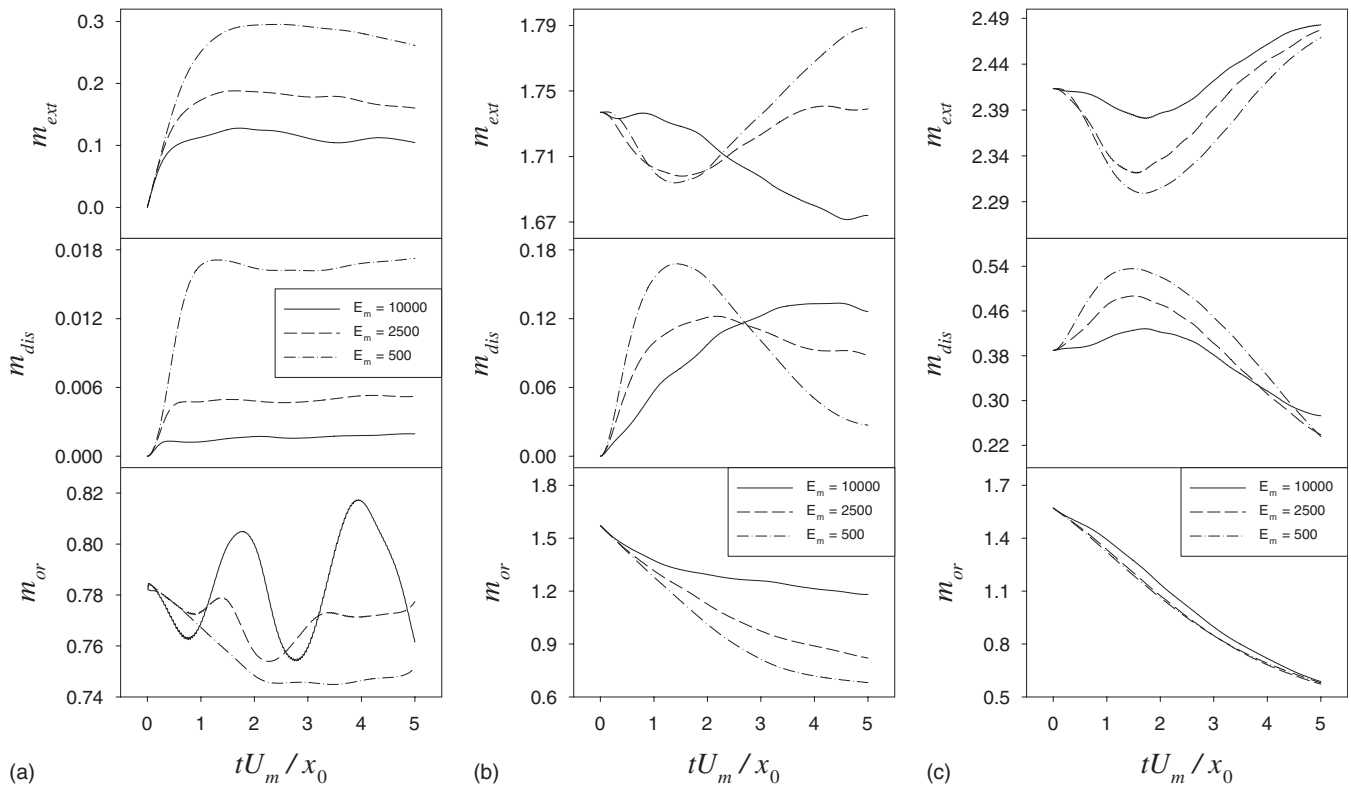 m_ext
0.3
0.2
0.1
0.0
m_dis
0.018
0.012
0.006
0.000
E_m = 10000
E_m = 2500
E_m = 500
m_or
0.82
0.80
0.78
0.76
0.74
0 1 2 3 4 5
tU_m / x_0
(a)
m_ext
1.79
1.75
1.71
1.67
m_dis
0.18
0.12
0.06
0.00
m_or
1.8
1.5
1.2
0.9
0.6
E_m = 10000
E_m = 2500
E_m = 500
0 1 2 3 4 5
tU_m / x_0
(b)
m_ext
2.49
2.44
2.39
2.34
2.29
m_dis
0.54
0.46
0.38
0.30
0.22
m_or
1.7
1.4
1.1
0.8
0.5
E_m = 10000
E_m = 2500
E_m = 500
0 1 2 3 4 5
tU_m / x_0
(c)